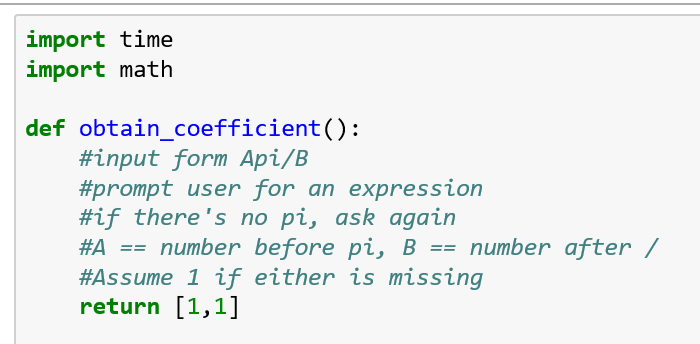 import time
import math
def obtain_coefficient():
#input form Api/B
#prompt user for an expression
#if there's no pi, ask again
#A == number before pi, B == number after /
#Assume 1 if either is missing
return [1,1]